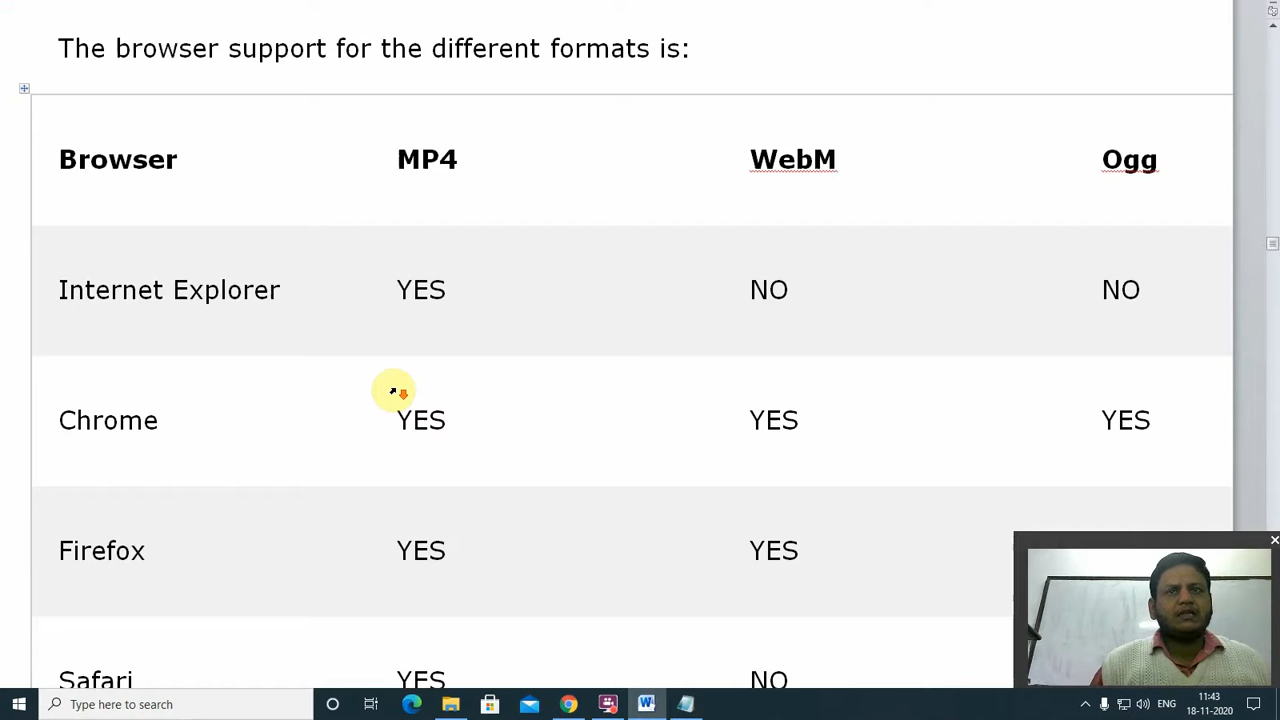 The browser support for the different formats is:
Browser MP4 WebM Ogg
Internet Explorer YES NO NO
Chrome YES YES YES
Firefox YES YES
Safari YES NO
Type here to search
ENG
11:43
18-11-2020